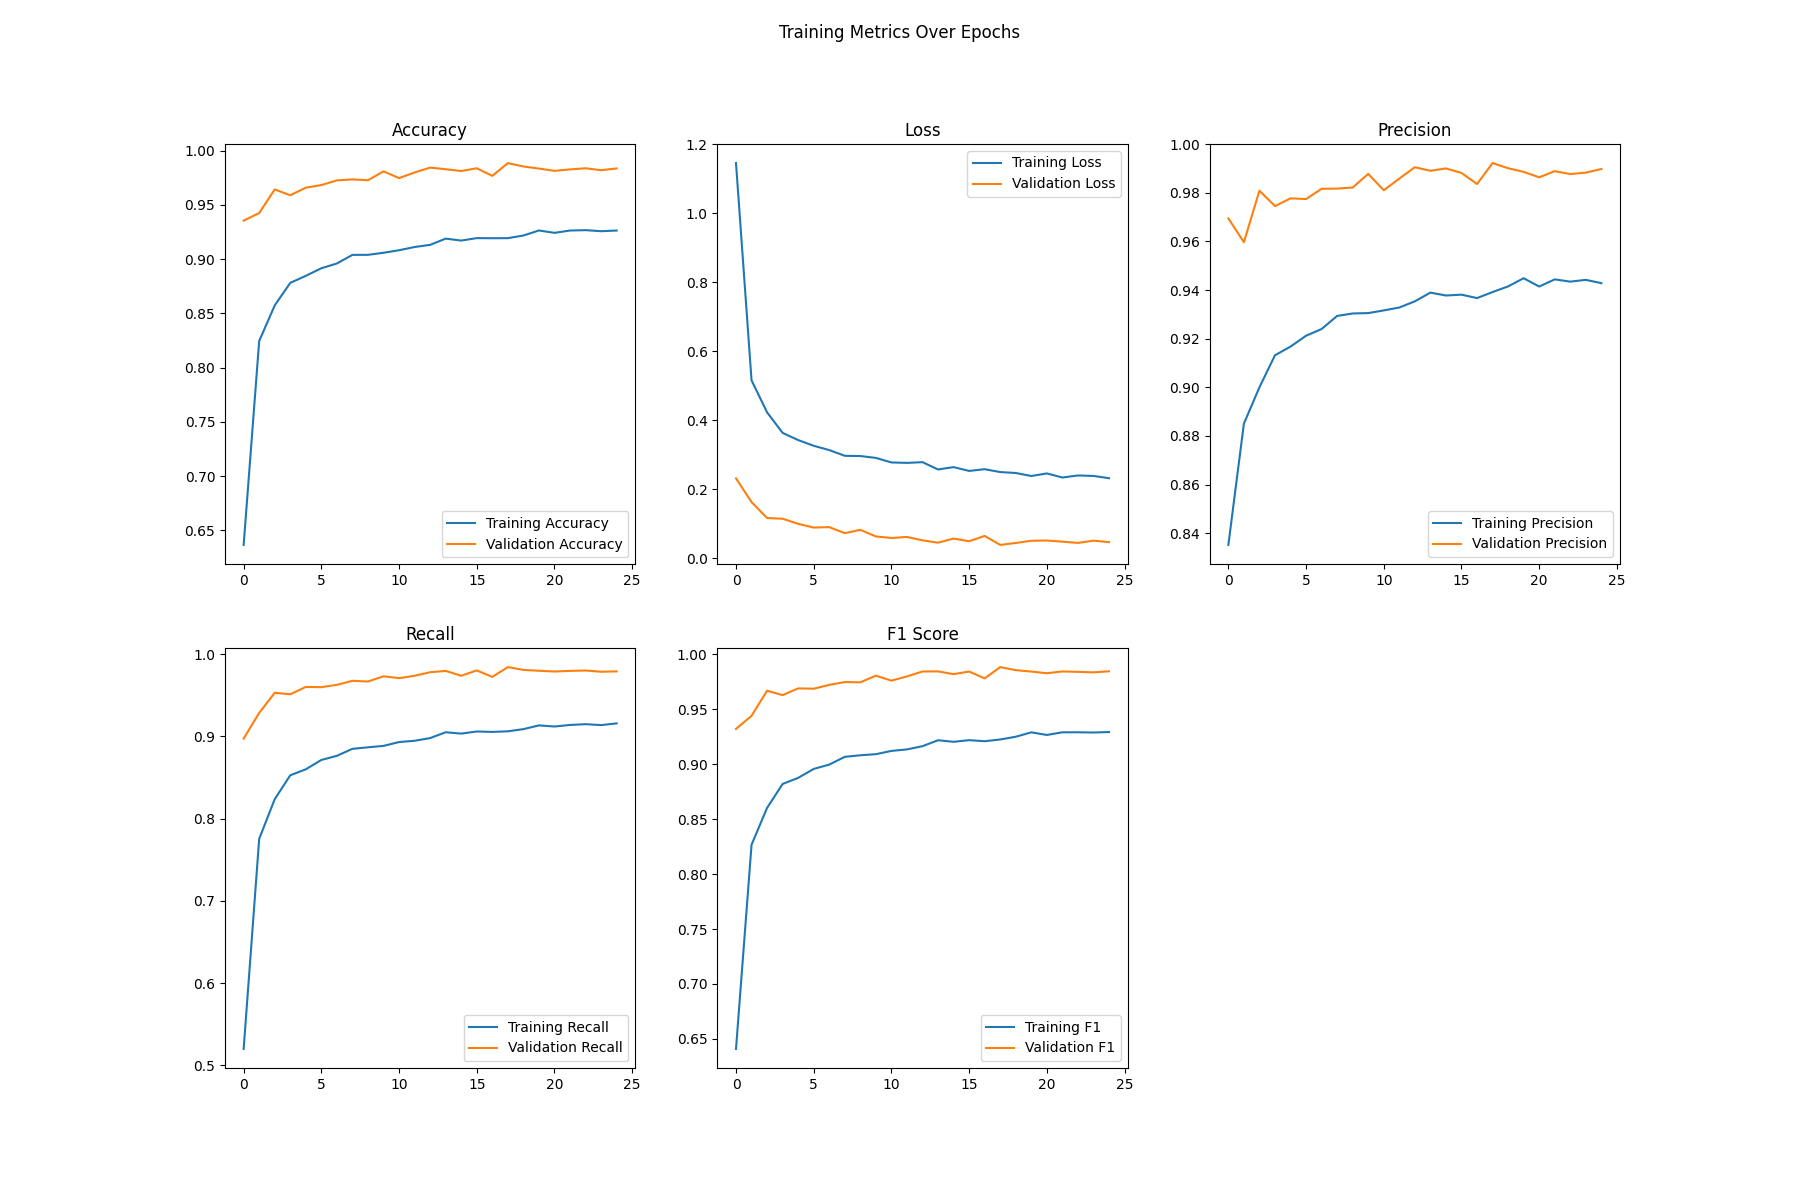 Training Metrics Over Epochs
Accuracy
1.00
0.95
0.90
0.85
0.80
0.75
0.70
0.65
0 5 10 15 20 25
Training Accuracy
Validation Accuracy
Loss
1.2
1.0
0.8
0.6
0.4
0.2
0.0
0 5 10 15 20 25
Training Loss
Validation Loss
Precision
1.00
0.98
0.96
0.94
0.92
0.90
0.88
0.86
0.84
0 5 10 15 20 25
Training Precision
Validation Precision
Recall
1.0
0.9
0.8
0.7
0.6
0.5
0 5 10 15 20 25
Training Recall
Validation Recall
F1 Score
1.00
0.95
0.90
0.85
0.80
0.75
0.70
0.65
0 5 10 15 20 25
Training F1
Validation F1